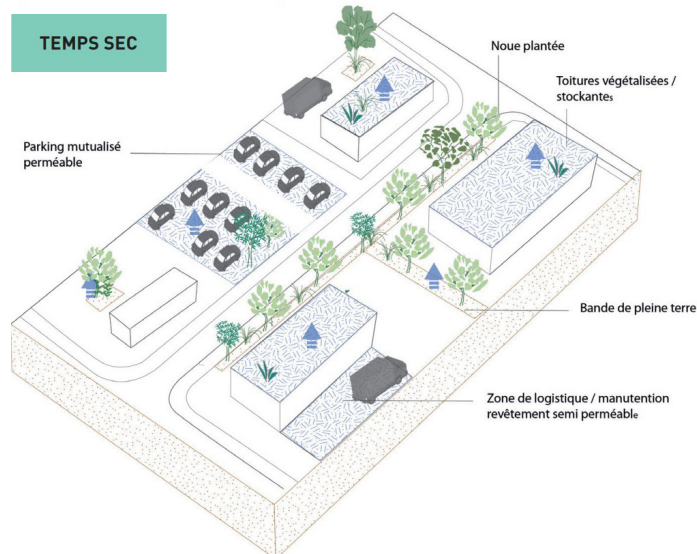 TEMPS SEC
Noue plantée
Toitures végétalisées /
stockantes
Parking mutualisé
perméable
Bande de pleine terre
Zone de logistique / manutention
revêtement semi perméable